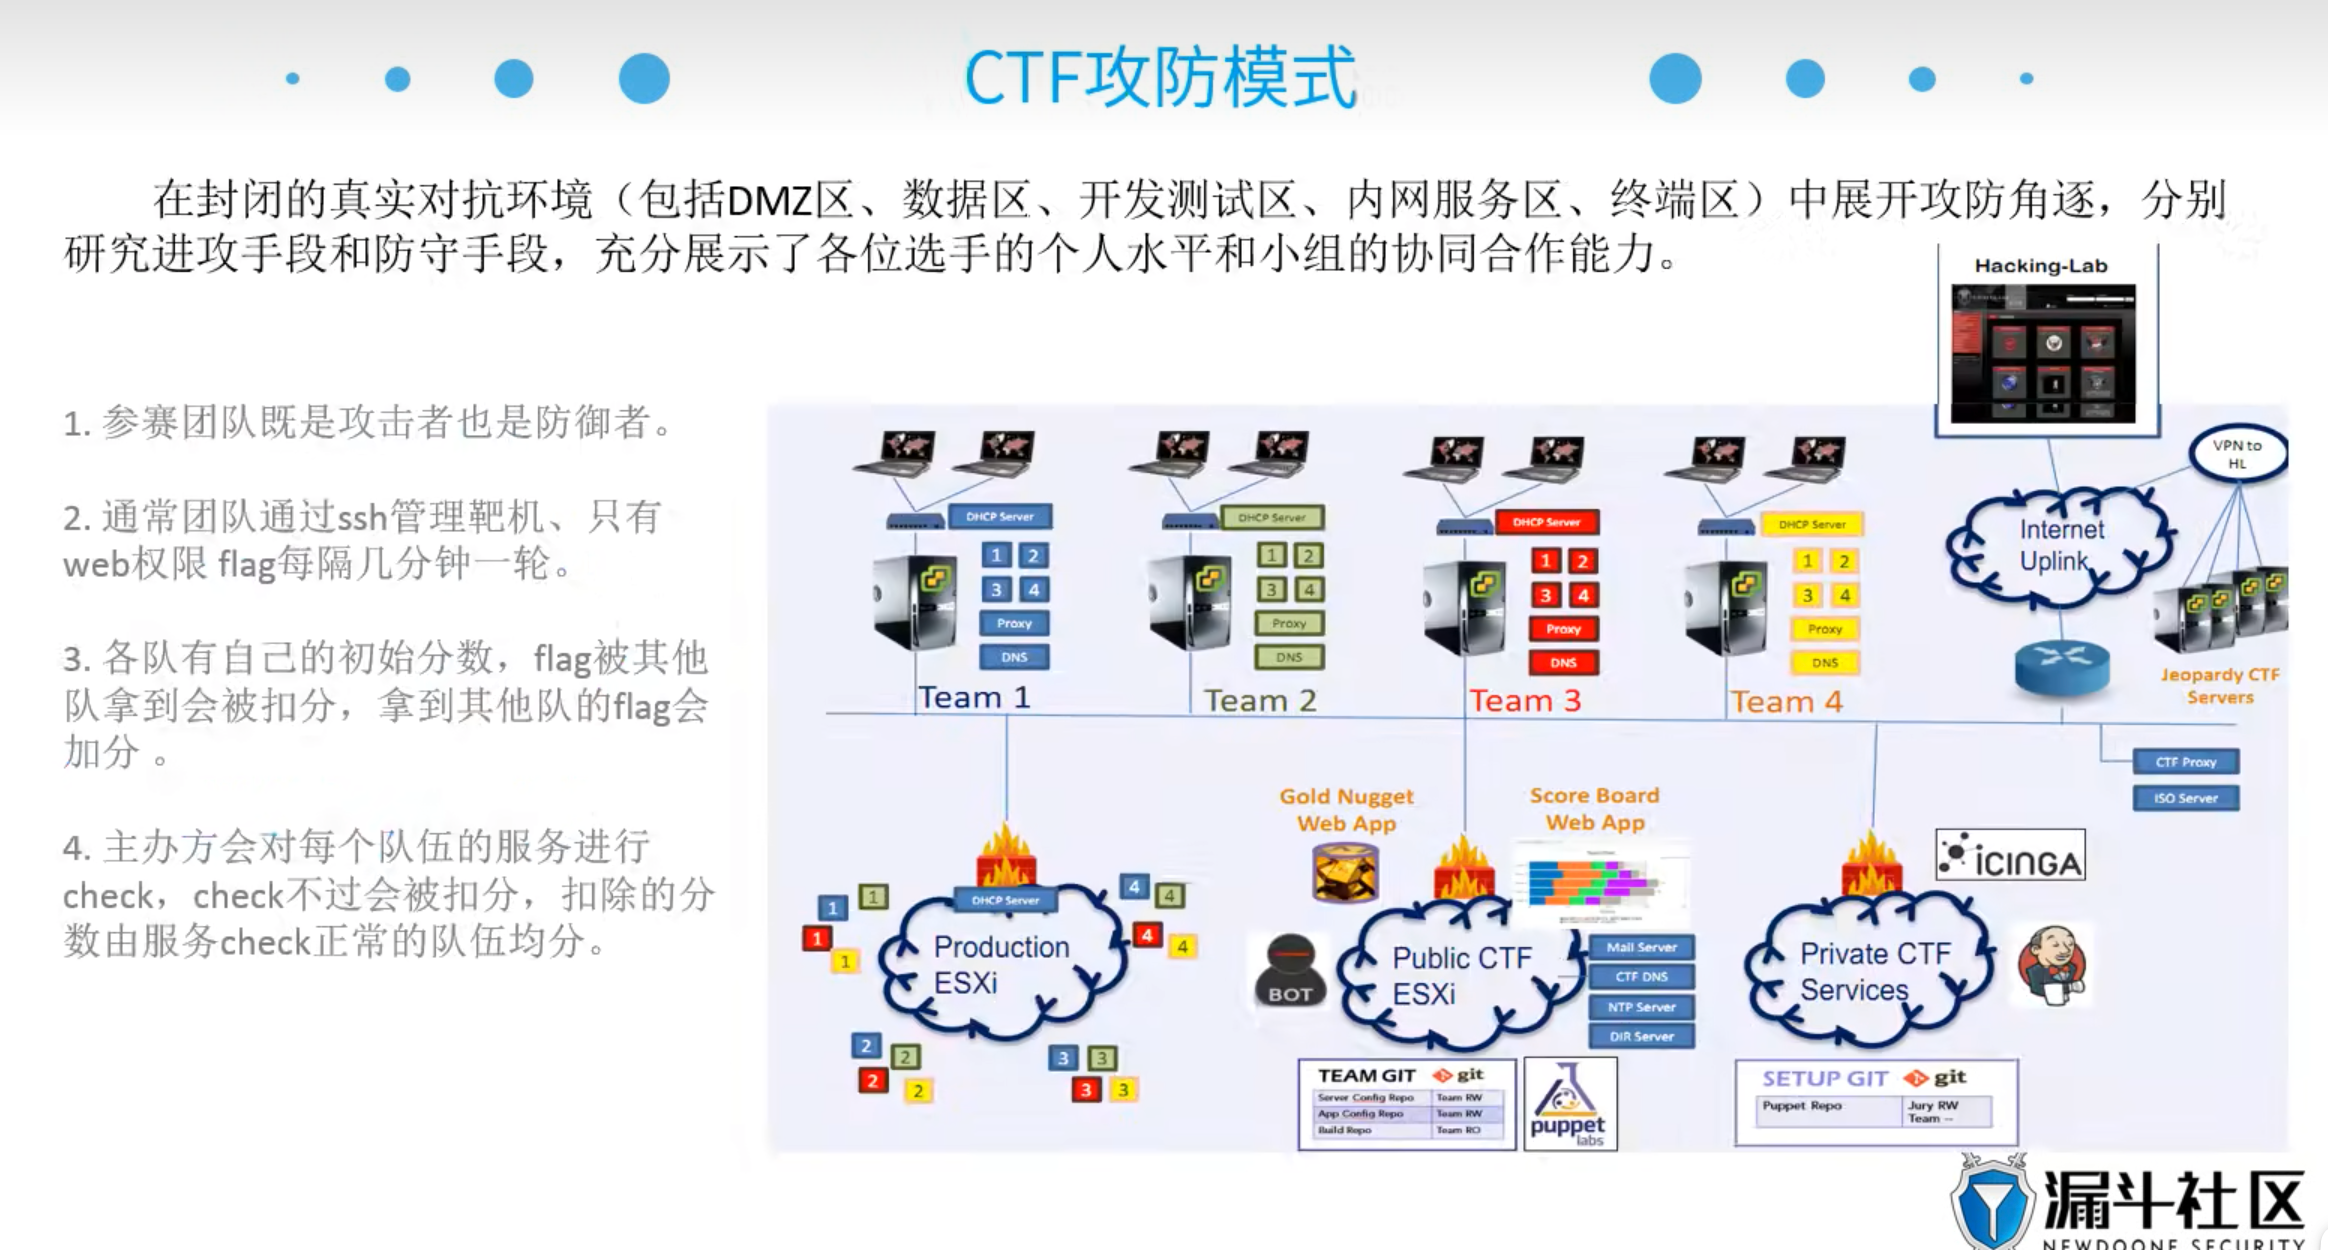 CTF攻防模式
在封闭的真实对抗环境（包括DMZ区、数据区、开发测试区、内网服务区、终端区）中展开攻防角逐，分别
研究进攻手段和防守手段，充分展示了各位选手的个人水平和小组的协同合作能力。
1. 参赛团队既是攻击者也是防御者。
2. 通常团队通过ssh管理靶机、只有
web权限 flag每隔几分钟一轮。
3. 各队有自己的初始分数，flag被其他
队拿到会被扣分，拿到其他队的flag会
加分 。
4. 主办方会对每个队伍的服务进行
check，check不过会被扣分，扣除的分
数由服务check正常的队伍均分。
Hacking-Lab
VPN to
HL
Internet
Uplink
Jeopardy CTF
Servers
DHCP Server
1 2
3 4
Proxy
DNS
Team 1
DHCP Server
1 2
3 4
Proxy
DNS
Team 2
DHCP Server
1 2
3 4
Proxy
DNS
Team 3
DHCP Server
1 2
3 4
Proxy
DNS
Team 4
CTF Proxy
ISO Server
DHCP Server
Production
ESXi
1
1
1
1
4
4
4
4
2
2
2
2
3
3
3
3
Gold Nugget
Web App
Score Board
Web App
BOT
Public CTF
ESXi
Mail Server
CTF DNS
NTP Server
DIR Server
TEAM GIT git
Server Config Repo Team RW
App Config Repo Team RW
Build Repo Team RO
puppet
labs
ICINGA
Private CTF
Services
SETUP GIT git
Puppet Repo Jury RW
Team --
漏斗社区
NEWDOONE SECURITY